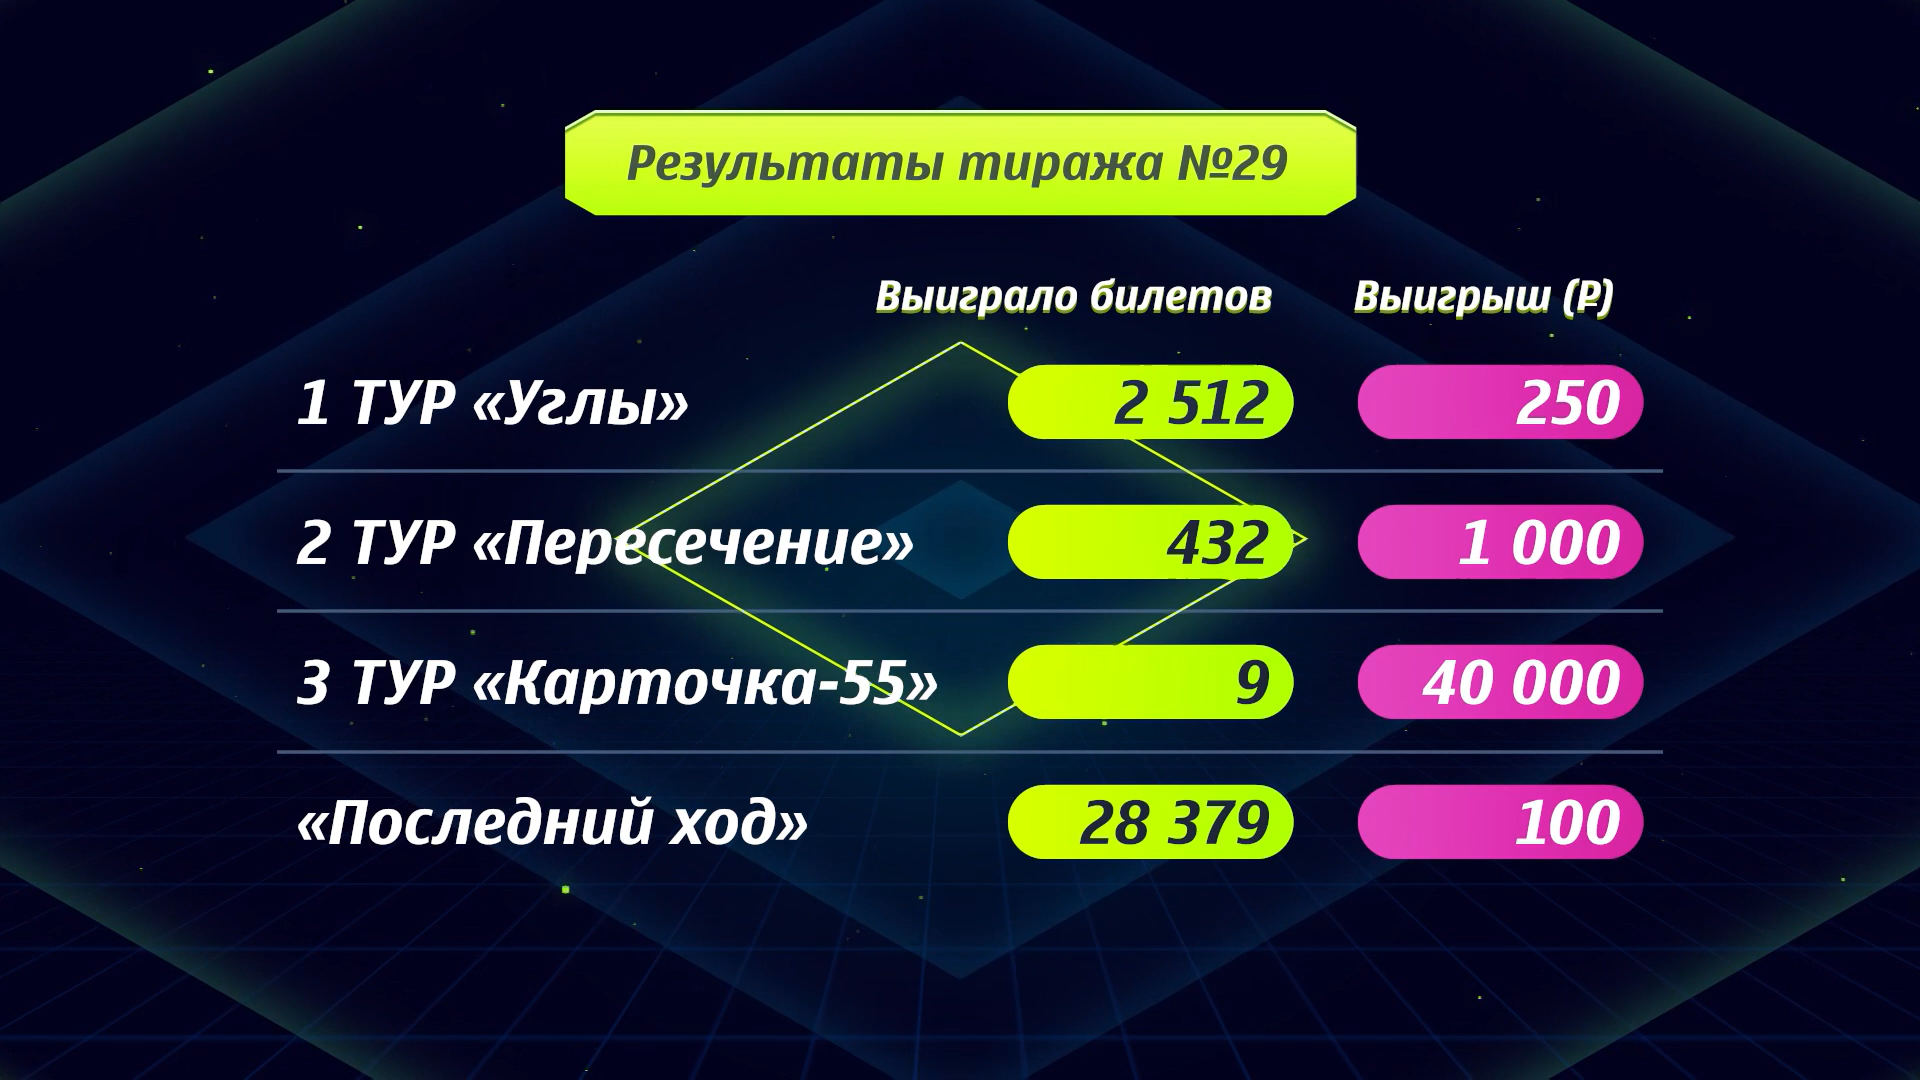 Результаты тиража №29
Выиграло билетов Выигрыш (₽)
1 ТУР «Углы» 2 512 250
2 ТУР «Пересечение» 432 1 000
3 ТУР «Карточка-55» 9 40 000
«Последний ход» 28 379 100